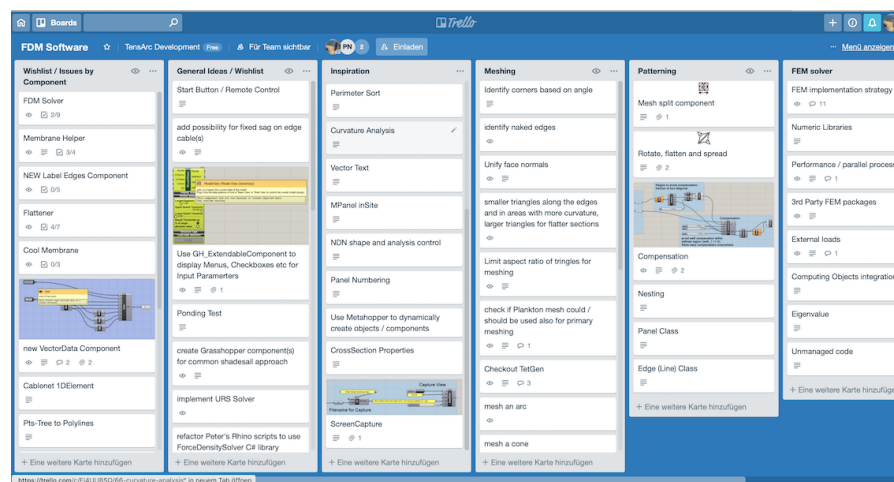 Boards
Trello
FDM Software
TensArc Development Free
Für Team sichtbar
PN
2
Einladen
... Menü anzeigen
Wishlist / Issues by
Component
FDM Solver
2/9
Membrane Helper
3/4
NEW Label Edges Component
0/5
Flattener
4/7
Cool Membrane
0/3
new VectorData Component
2 2
Cablenet 1DElement
Pts-Tree to Polylines
+ Eine weitere Karte hinzufügen
General Ideas / Wishlist
Start Button / Remote Control
add possibility for fixed sag on edge
cable(s)
Use GH_ExtendableComponent to
display Menus, Checkboxes etc for
Input Paramerters
1
Ponding Test
create Grasshopper component(s)
for common shadesail approach
implement URS Solver
refactor Peter's Rhino scripts to use
ForceDensitySolver C# library
+ Eine weitere Karte hinzufügen
Inspiration
Perimeter Sort
Curvature Analysis
Vector Text
MPanel inSite
NDN shape and analysis control
Panel Numbering
Use Metahopper to dynamically
create objects / components
CrossSection Properties
Capture View
Filename for Capture
ScreenCapture
1
+ Eine weitere Karte hinzufügen
Meshing
Identify corners based on angle
identify naked edges
Unify face normals
smaller triangles along the edges
and in areas with more curvature,
larger triangles for flatter sections
Limit aspect ratio of tringles for
meshing
check if Plankton mesh could /
should be used also for primary
meshing
1
Checkout TetGen
3
mesh an arc
mesh a cone
+ Eine weitere Karte hinzufügen
Patterning
Mesh split component
1
Rotate, flatten and spread
2
Compensation
2
Nesting
Panel Class
Edge (Line) Class
+ Eine weitere Karte hinzufügen
FEM solver
FEM implementation strategy
11
Numeric Libraries
Performance / parallel process
1
3rd Party FEM packages
External loads
1
Computing Objects integration
Eigenvalue
Unmanaged code
+ Eine weitere Karte hinzufüge